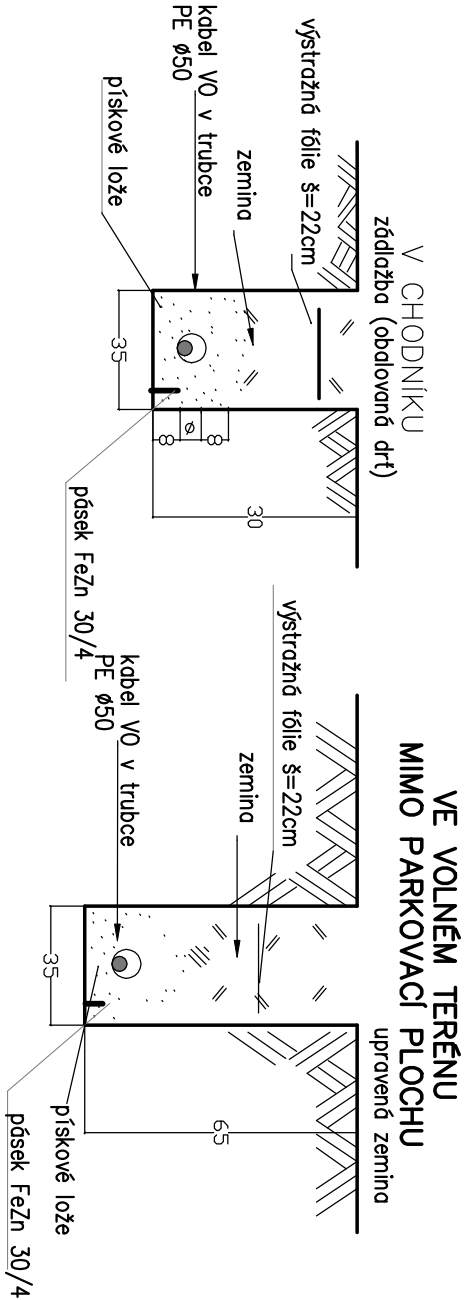 V CHODNÍKU
zádlažba (obalovaná drť)
výstražná fólie š=22cm
zemina
kabel VO v trubce
PE ø50
pískové lože
35
8
ø
8
30
pásek FeZn 30/4
VE VOLNÉM TERÉNU
MIMO PARKOVACÍ PLOCHU
upravená zemina
výstražná fólie š=22cm
zemina
kabel VO v trubce
PE ø50
35
65
pískové lože
pásek FeZn 30/4